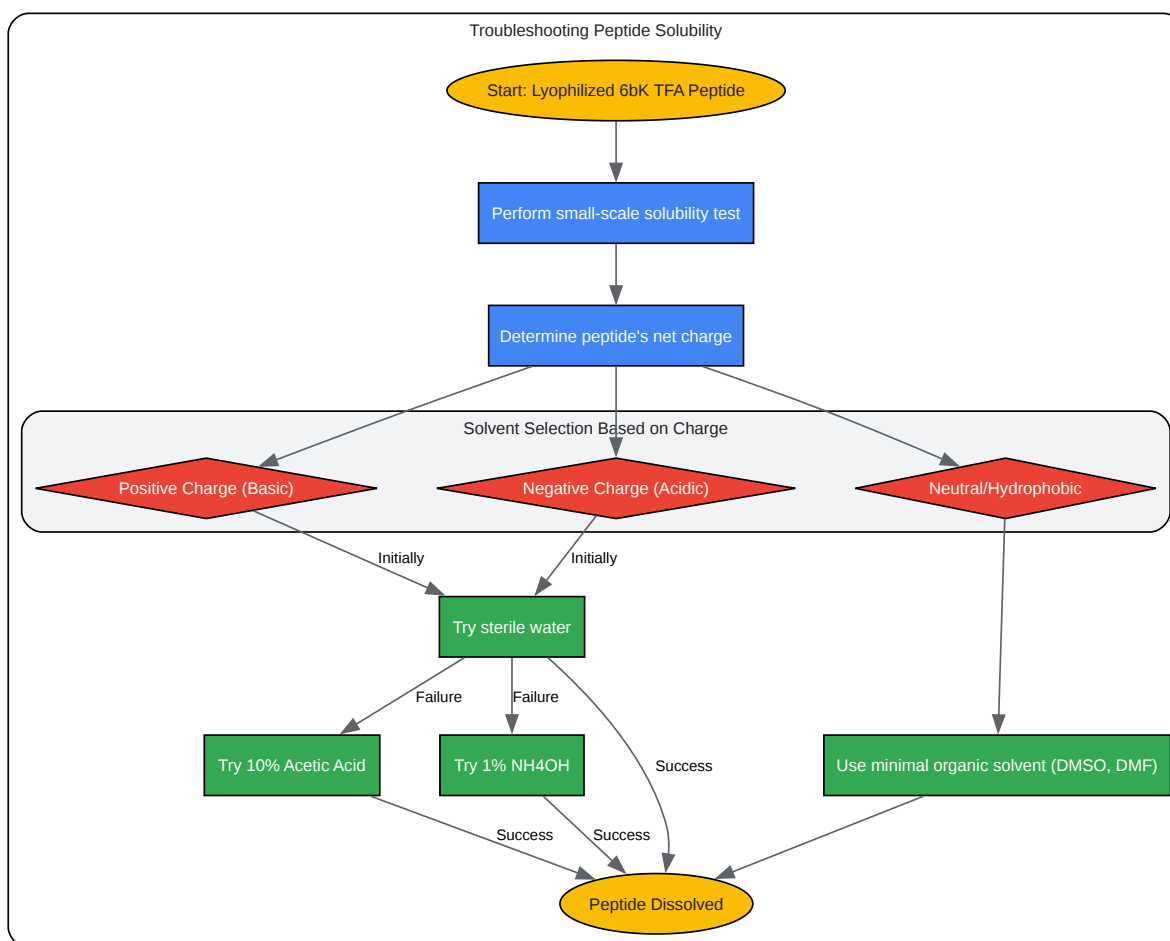 Troubleshooting Peptide Solubility
Start: Lyophilized 6bK TFA Peptide
Perform small-scale solubility test
Determine peptide's net charge
Solvent Selection Based on Charge
Positive Charge (Basic)
Negative Charge (Acidic)
Neutral/Hydrophobic
Initially
Initially
Try sterile water
Failure
Failure
Try 10% Acetic Acid
Try 1% NH4OH
Success
Use minimal organic solvent (DMSO, DMF)
Success
Success
Peptide Dissolved